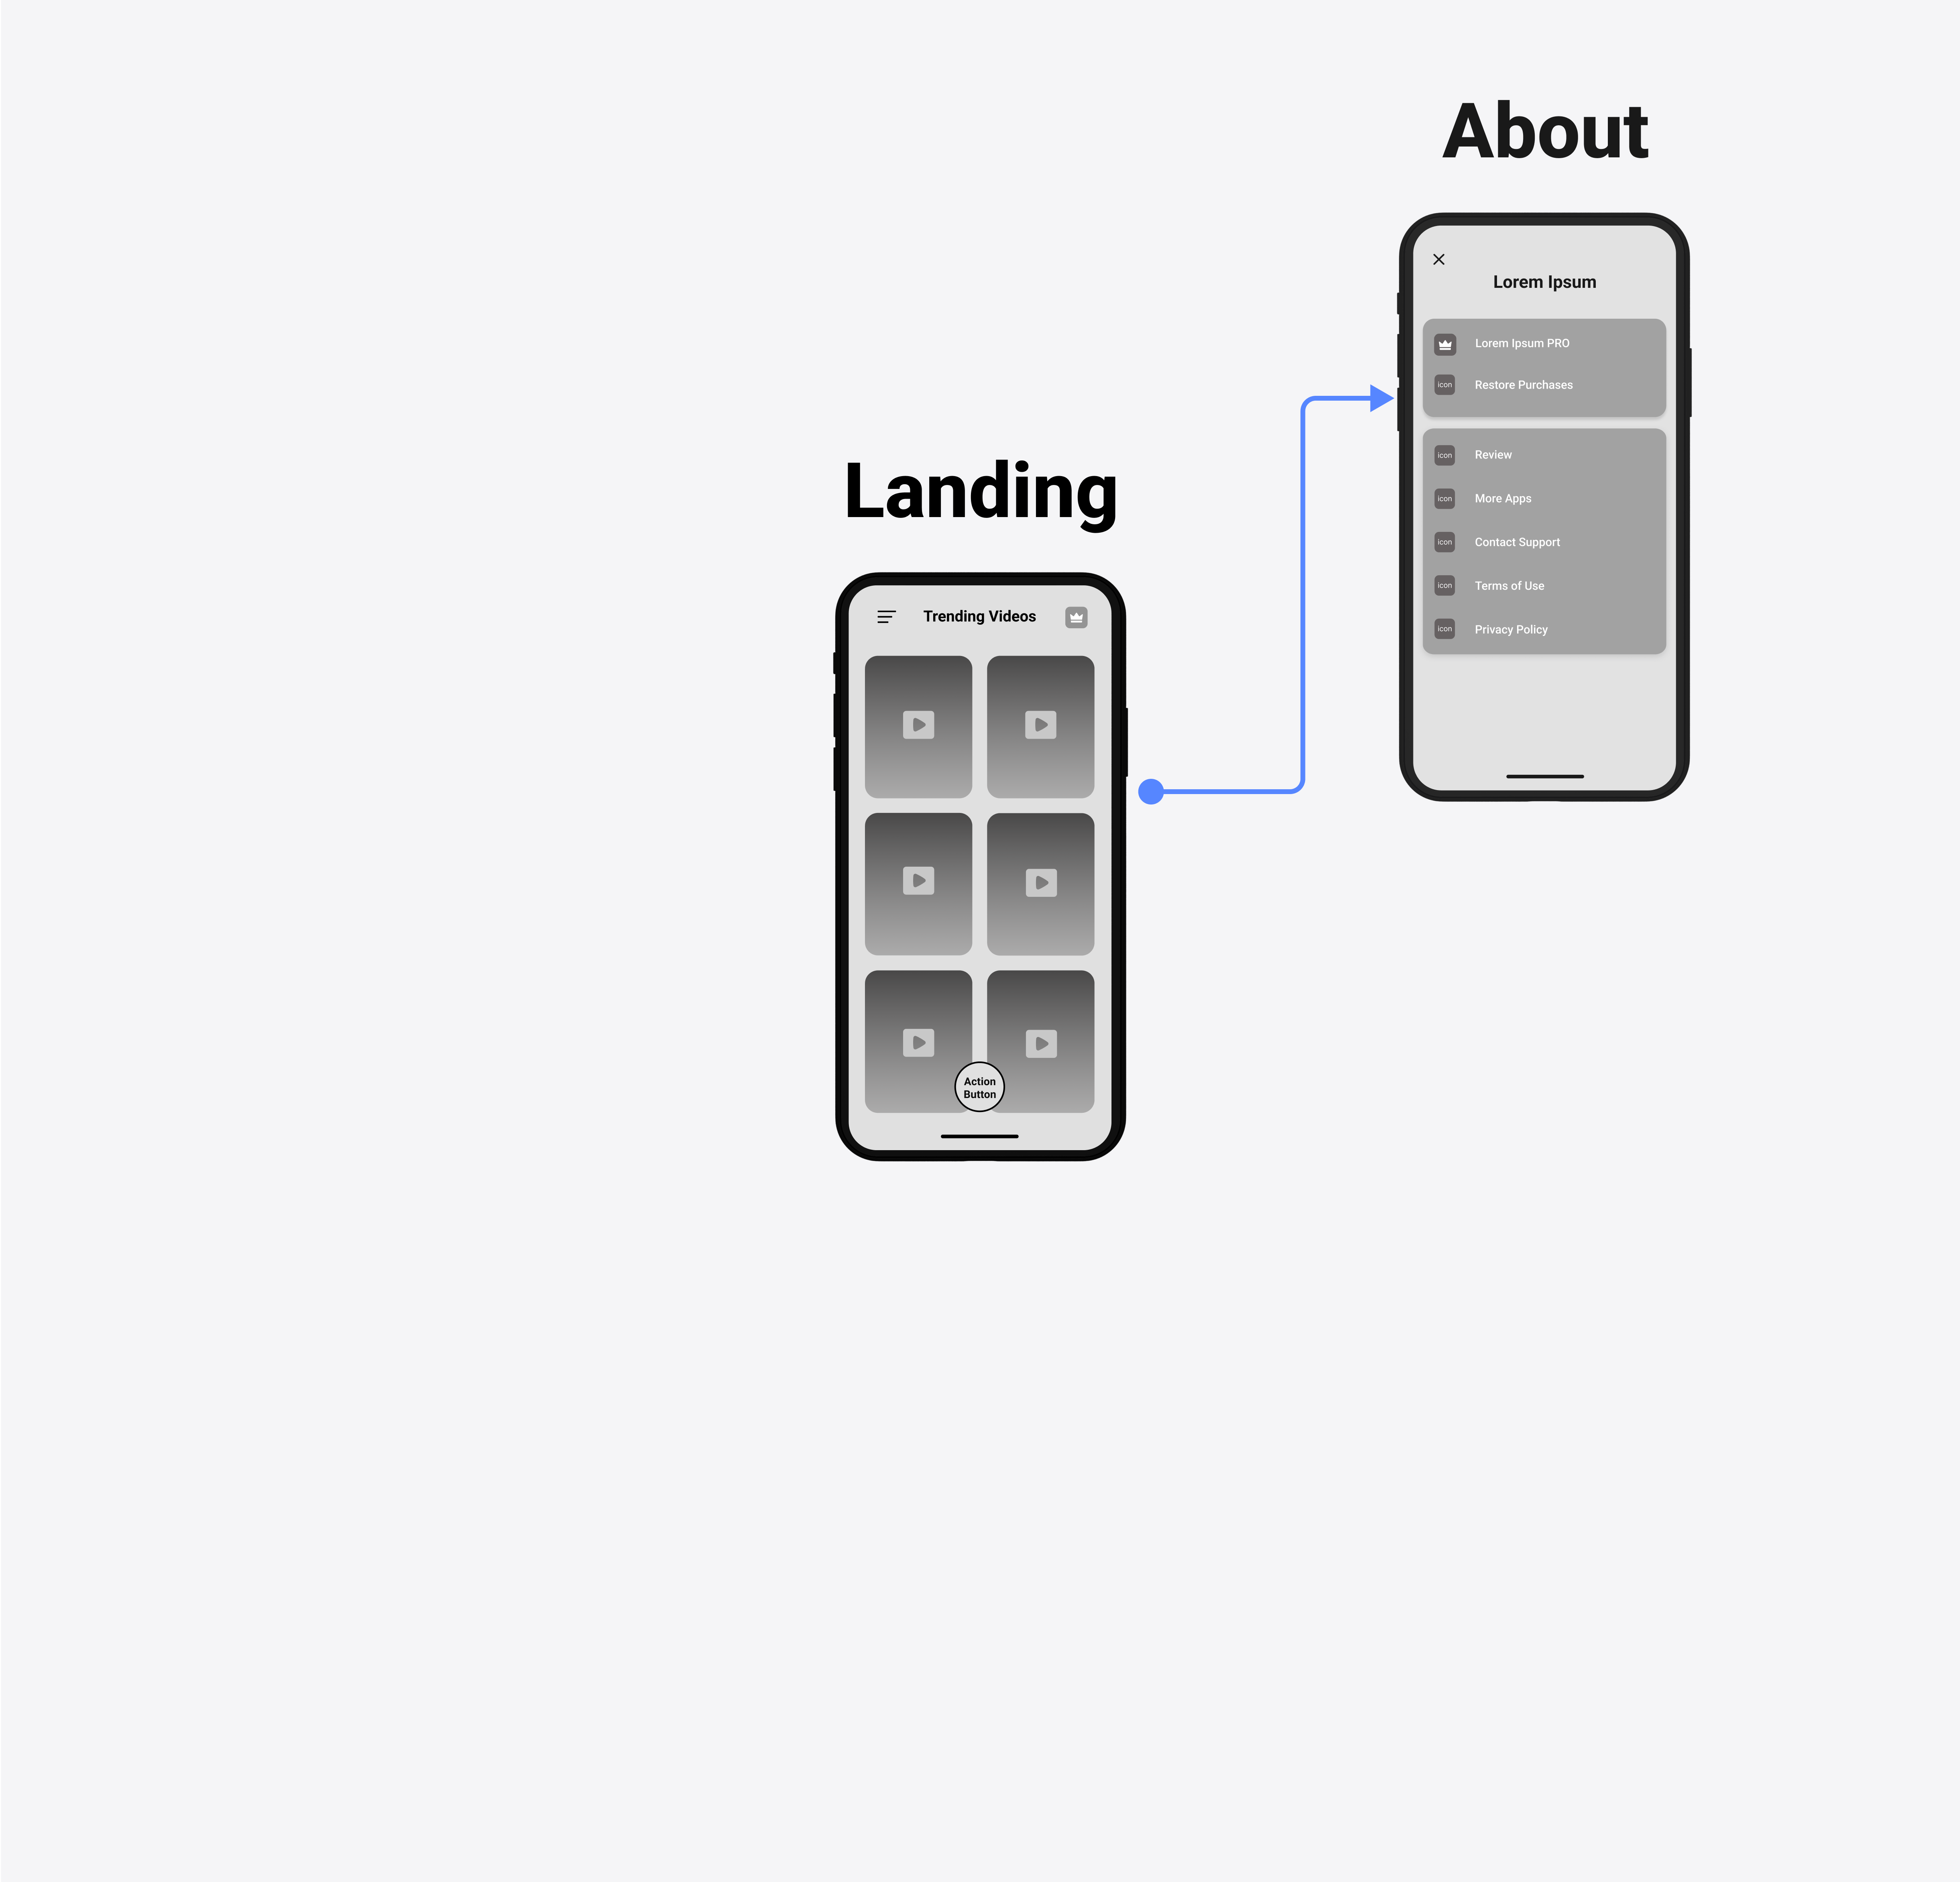 About
Lorem Ipsum
Lorem Ipsum PRO
icon Restore Purchases
icon Review
icon More Apps
icon Contact Support
icon Terms of Use
icon Privacy Policy
Landing
Trending Videos
Action
Button